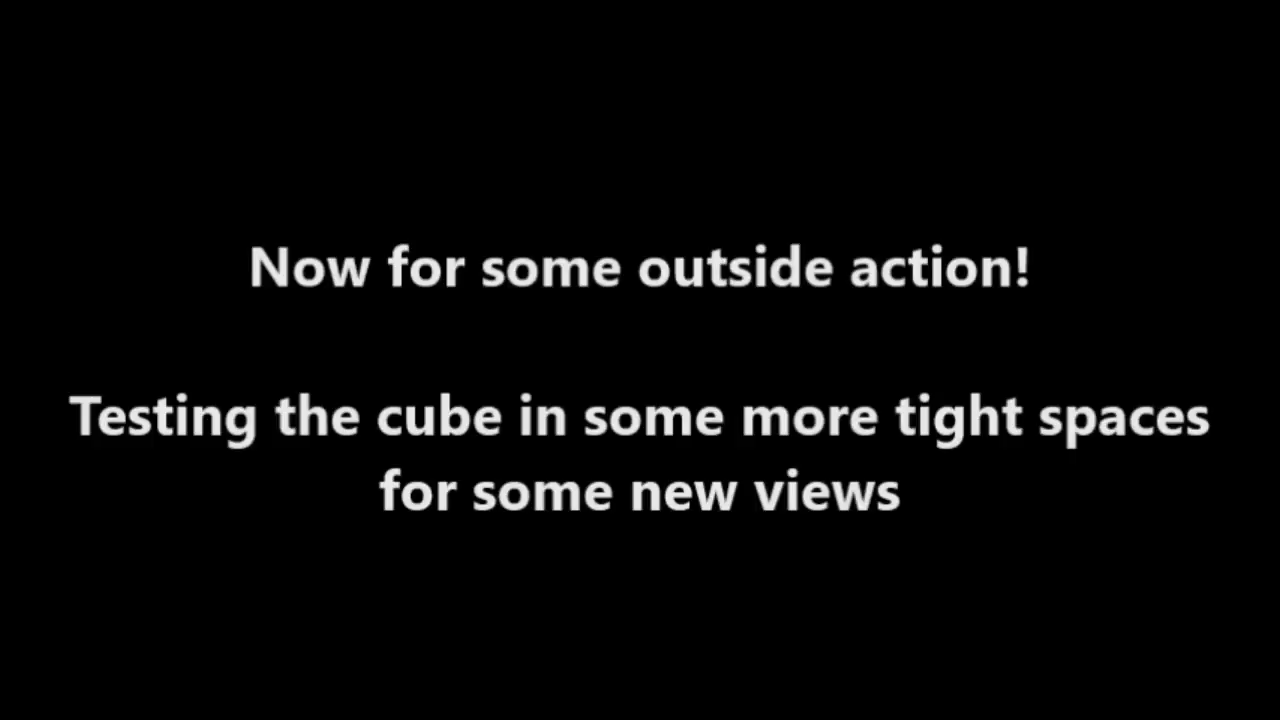 Now for some outside action!
Testing the cube in some more tight spaces
for some new views